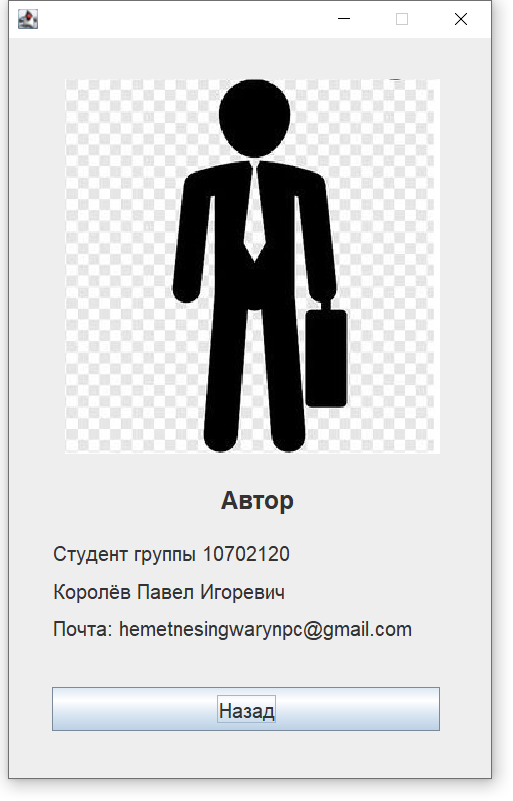 Автор
Студент группы 10702120
Королёв Павел Игоревич
Почта: hemetnesingwarynpc@gmail.com
Назад